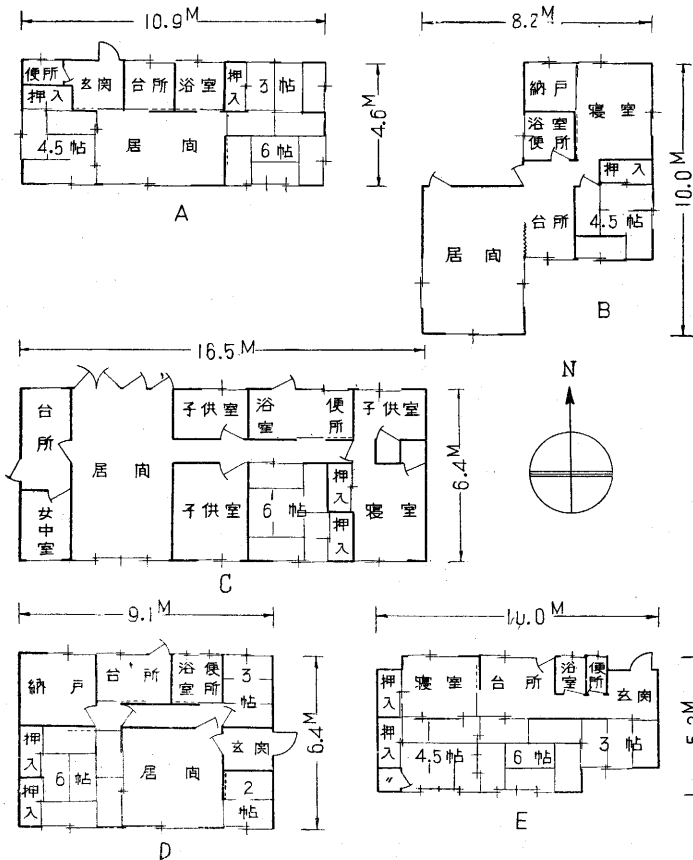 10.9M
便所
玄関
台所
浴室
押入
3帖
押入
4.5帖
居間
6帖
4.6M
A
8.2M
納戸
寝室
浴室
便所
押入
台所
4.5帖
居間
10.0M
B
16.5M
台所
居間
子供室
浴室
便所
子供室
女中室
子供室
6帖
押入
押入
寝室
6.4M
C
N
9.1M
納戸
台所
浴室
便所
3帖
押入
押入
6帖
居間
玄関
2帖
6.4M
D
M
押入
寝室
台所
浴室
便所
玄関
押入
〃
4.5帖
6帖
3帖
E